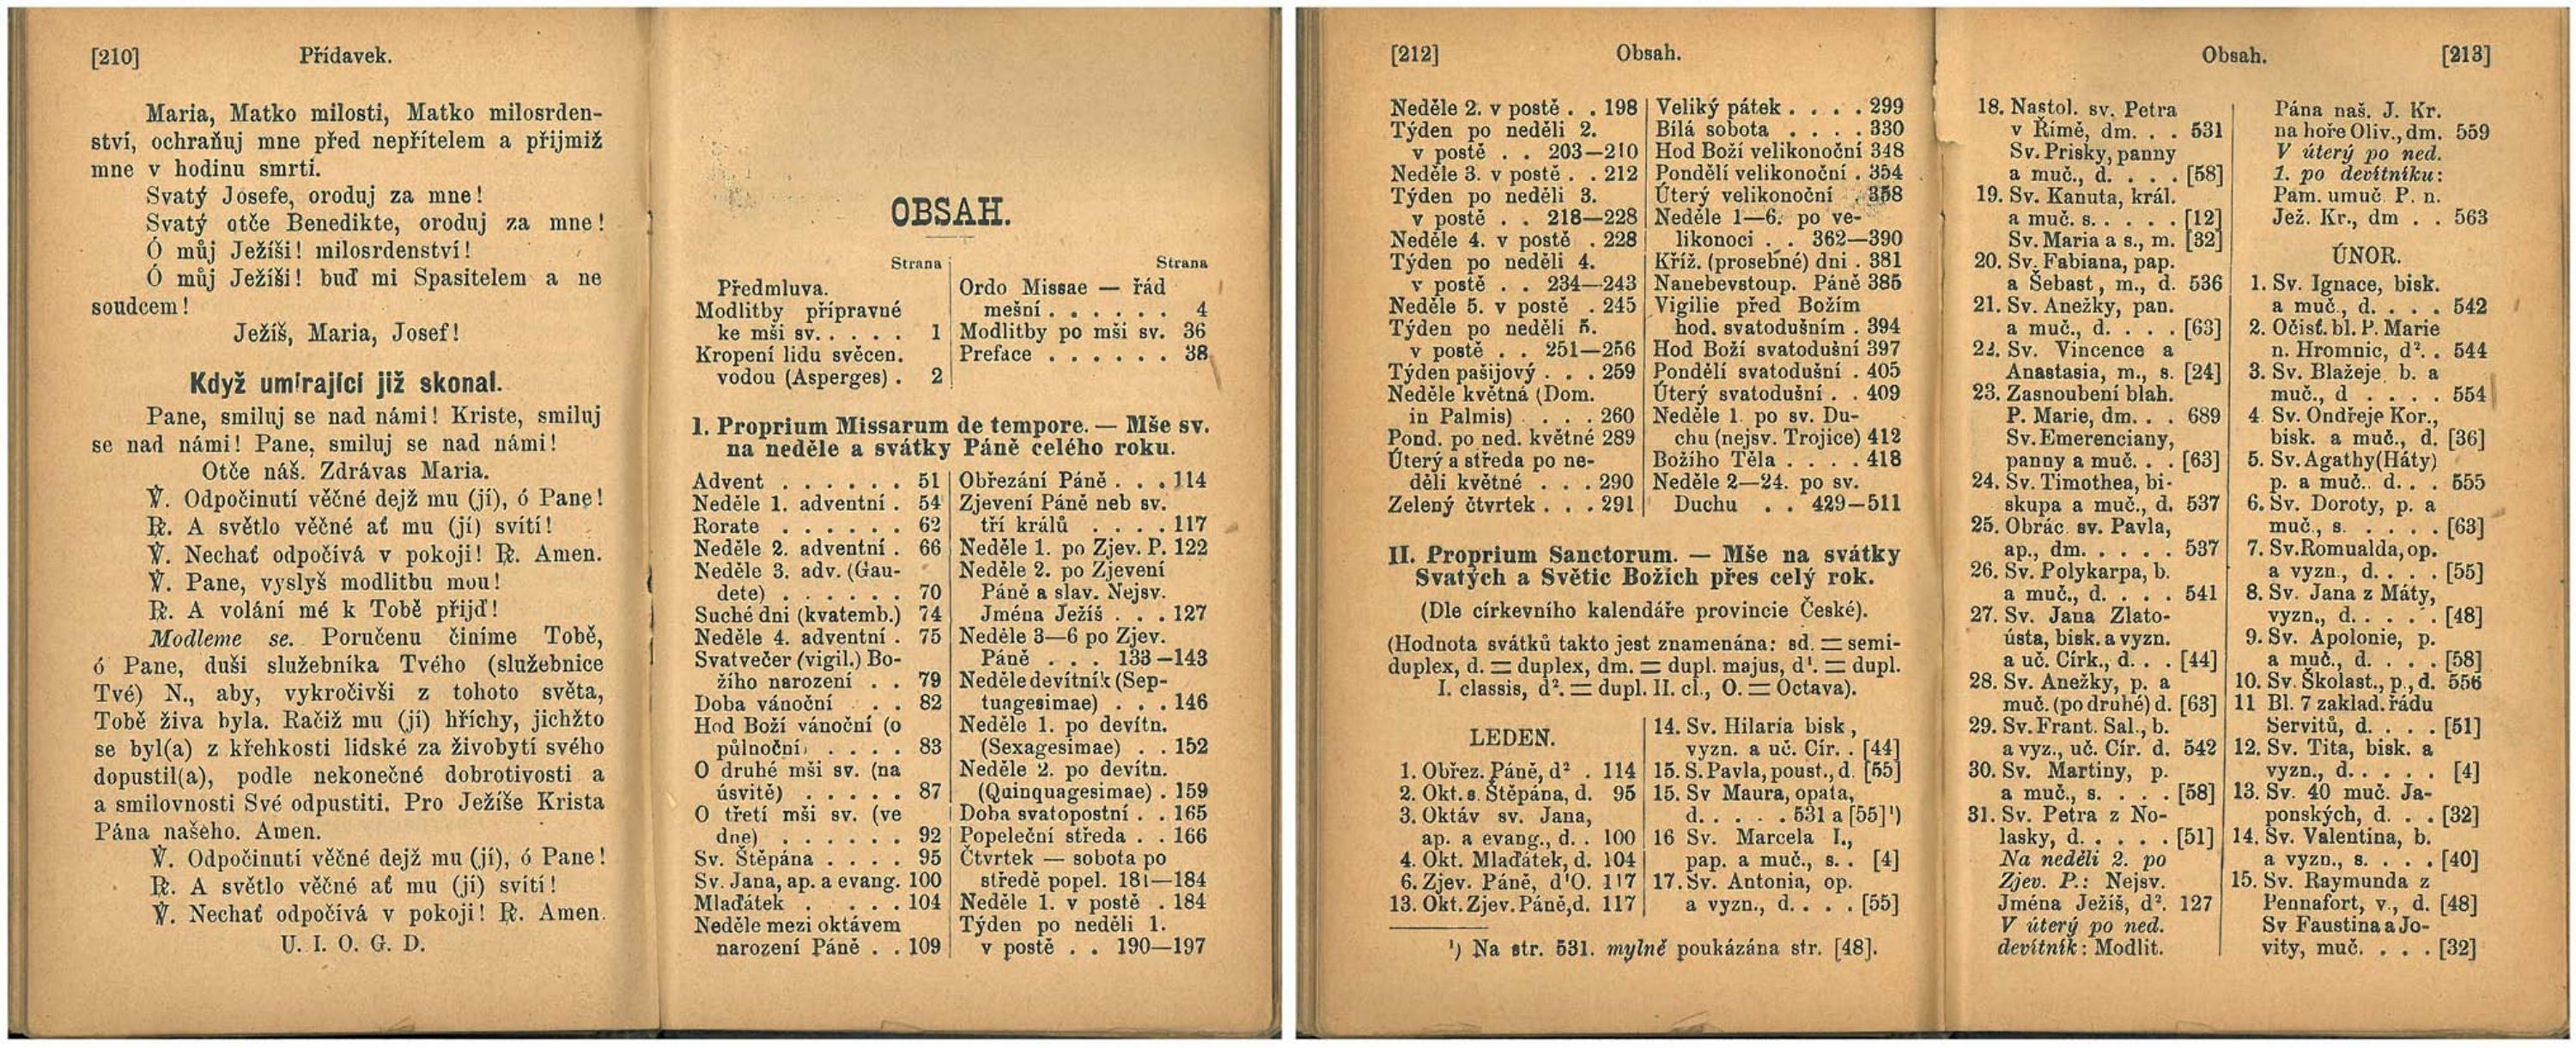 [210] Přídavek.
Maria, Matko milosti, Matko milosrden-
ství, ochraňuj mne před nepřítelem a přijmiž
mne v hodinu smrti.
Svatý Josefe, oroduj za mne!
Svatý otče Benedikte, oroduj za mne!
Ó můj Ježíši! milosrdenství!
Ó můj Ježíši! buď mi Spasitelem a ne
soudcem!
Ježíš, Maria, Josef!
Když umírající již skonal.
Pane, smiluj se nad námi! Kriste, smiluj
se nad námi! Pane, smiluj se nad námi!
Otče náš. Zdrávas Maria.
℣. Odpočinutí věčné dejž mu (jí), ó Pane!
℟. A světlo věčné ať mu (jí) svítí!
℣. Nechať odpočívá v pokoji! ℟. Amen.
℣. Pane, vyslyš modlitbu mou!
℟. A volání mé k Tobě přijď!
Modleme se. Poručenu činíme Tobě,
ó Pane, duši služebníka Tvého (služebnice
Tvé) N., aby, vykročivši z tohoto světa,
Tobě živa byla. Račiž mu (jí) hříchy, jichžto
se byl(a) z křehkosti lidské za živobytí svého
dopustil(a), podle nekonečné dobrotivosti a
a smilovnosti Své odpustiti. Pro Ježíše Krista
Pána našeho. Amen.
℣. Odpočinutí věčné dejž mu (jí), ó Pane!
℟. A světlo věčné ať mu (jí) svítí!
℣. Nechať odpočívá v pokoji! ℟. Amen.
U. I. O. G. D.
OBSAH.
Strana
Předmluva.
Modlitby přípravné
ke mši sv. . . . . 1
Kropení lidu svěcen.
vodou (Asperges) . 2
Strana
Ordo Missae — řád
mešní . . . . . . 4
Modlitby po mši sv. 36
Preface . . . . . . 38
I. Proprium Missarum de tempore. — Mše sv.
na neděle a svátky Páně celého roku.
Advent . . . . . . 51
Neděle 1. adventní . 54
Rorate . . . . . . 62
Neděle 2. adventní . 66
Neděle 3. adv. (Gau-
dete) . . . . . . 70
Suché dni (kvatemb.) 74
Neděle 4. adventní . 75
Svatvečer (vigil.) Bo-
žího narození . . 79
Doba vánoční . . 82
Hod Boží vánoční (o
půlnoční) . . . . 83
O druhé mši sv. (na
úsvitě) . . . . . 87
O třetí mši sv. (ve
dne) . . . . . . 92
Sv. Štěpána . . . . 95
Sv. Jana, ap. a evang. 100
Mlaďátek . . . . . 104
Neděle mezi oktávem
narození Páně . . 109
Obřezání Páně . . . 114
Zjevení Páně neb sv.
tří králů . . . . 117
Neděle 1. po Zjev. P. 122
Neděle 2. po Zjevení
Páně a slav. Nejsv.
Jména Ježíš . . . 127
Neděle 3—6 po Zjev.
Páně . . . 133—143
Neděle devítník (Sep-
tuagesimae) . . . 146
Neděle 1. po devítn.
(Sexagesimae) . . 152
Neděle 2. po devítn.
(Quinquagesimae) . 159
Doba svatopostní . . 165
Popeleční středa . . 166
Čtvrtek — sobota po
středě popel. 181—184
Neděle 1. v postě . 184
Týden po neděli 1.
v postě . . 190—197
[212] Obsah.
Neděle 2. v postě . . 198
Týden po neděli 2.
v postě . . 203—210
Neděle 3. v postě . . 212
Týden po neděli 3.
v postě . . 218—228
Neděle 4. v postě . 228
Týden po neděli 4.
v postě . . 234—243
Neděle 5. v postě . 245
Týden po neděli 5.
v postě . . 251—256
Týden pašijový . . . 259
Neděle květná (Dom.
in Palmis) . . . . 260
Pond. po ned. květné 289
Úterý a středa po ne-
děli květné . . . 290
Zelený čtvrtek . . . 291
Veliký pátek . . . . 299
Bílá sobota . . . . 330
Hod Boží velikonoční 348
Pondělí velikonoční . 354
Úterý velikonoční . 358
Neděle 1—6. po ve-
likonoci . . 362—390
Kříž. (prosebné) dni . 381
Nanebevstoup. Páně 385
Vigilie před Božím
hod. svatodušním . 394
Hod Boží svatodušní 397
Pondělí svatodušní . 405
Úterý svatodušní . . 409
Neděle 1. po sv. Du-
chu (nejsv. Trojice) 412
Božího Těla . . . . 418
Neděle 2—24. po sv.
Duchu . . 429—511
II. Proprium Sanctorum. — Mše na svátky
Svatých a Světic Božích přes celý rok.
(Dle církevního kalendáře provincie České).
(Hodnota svátků takto jest znamenána: sd. = semi-
duplex, d. = duplex, dm. = dupl. majus, d¹. = dupl.
I. classis, d². = dupl. II. cl., O. = Octava).
LEDEN.
1. Obřez. Páně, d² . 114
2. Okt. s. Štěpána, d. 95
3. Oktáv sv. Jana,
ap. a evang., d. . 100
4. Okt. Mlaďátek, d. 104
6. Zjev. Páně, d¹O. 117
13. Okt. Zjev. Páně, d. 117
14. Sv. Hilaria bisk,
vyzn. a uč. Cír. . [44]
15. S. Pavla, poust., d. [55]
15. Sv Maura, opata,
d. . . . . 531 a [55]¹)
16 Sv. Marcela I.,
pap. a muč., s. . [4]
17. Sv. Antonia, op.
a vyzn., d. . . . [55]
¹) Na str. 531. mylně poukázána str. [48].
Obsah. [213]
18. Nastol. sv. Petra
v Římě, dm. . . 531
Sv. Prisky, panny
a muč., d. . . . [58]
19. Sv. Kanuta, král.
a muč. s. . . . . [12]
Sv. Maria a s., m. [32]
20. Sv. Fabiana, pap.
a Šebast, m., d. 536
21. Sv. Anežky, pan.
a muč., d. . . . [63]
22. Sv. Vincence a
Anastasia, m., s. [24]
23. Zasnoubení blah.
P. Marie, dm. . . 689
Sv. Emerenciany,
panny a muč. . . [63]
24. Sv. Timothea, bi-
skupa a muč., d. 537
25. Obrác. sv. Pavla,
ap., dm. . . . . 537
26. Sv. Polykarpa, b.
a muč., d. . . . 541
27. Sv. Jana Zlato-
ústa, bisk. a vyzn.
a uč. Círk., d. . . [44]
28. Sv. Anežky, p. a
muč. (po druhé) d. [63]
29. Sv. Frant. Sal., b.
a vyz., uč. Cír. d. 542
30. Sv. Martiny, p.
a muč., s. . . . [58]
31. Sv. Petra z No-
lasky, d. . . . . [51]
Na neděli 2. po
Zjev. P.: Nejsv.
Jména Ježíš, d². 127
V úterý po ned.
devítník: Modlit.
Pána naš. J. Kr.
na hoře Oliv., dm. 559
V úterý po ned.
1. po devítníku:
Pam. umuč. P. n.
Jež. Kr., dm . . 563
ÚNOR.
1. Sv. Ignace, bisk.
a muč., d. . . . 542
2. Očisť. bl. P. Marie
n. Hromnic, d². . 544
3. Sv. Blažeje, b. a
muč., d . . . . 554
4 Sv. Ondřeje Kor.,
bisk. a muč., d. [36]
5. Sv. Agathy (Háty)
p. a muč. d. . . 555
6. Sv. Doroty, p. a
muč., s. . . . . [63]
7. Sv. Romualda, op.
a vyzn., d. . . . [55]
8. Sv. Jana z Máty,
vyzn., d. . . . . [48]
9. Sv. Apolonie, p.
a muč., d. . . . [58]
10. Sv. Školast., p., d. 556
11 Bl. 7 zaklad. řádu
Servitů, d. . . . [51]
12. Sv. Tita, bisk. a
vyzn., d. . . . . [4]
13. Sv. 40 muč. Ja-
ponských, d. . . [32]
14. Sv. Valentina, b.
a vyzn., s. . . . [40]
15. Sv. Raymunda z
Pennafort, v., d. [48]
Sv Faustina a Jo-
vity, muč. . . . [32]